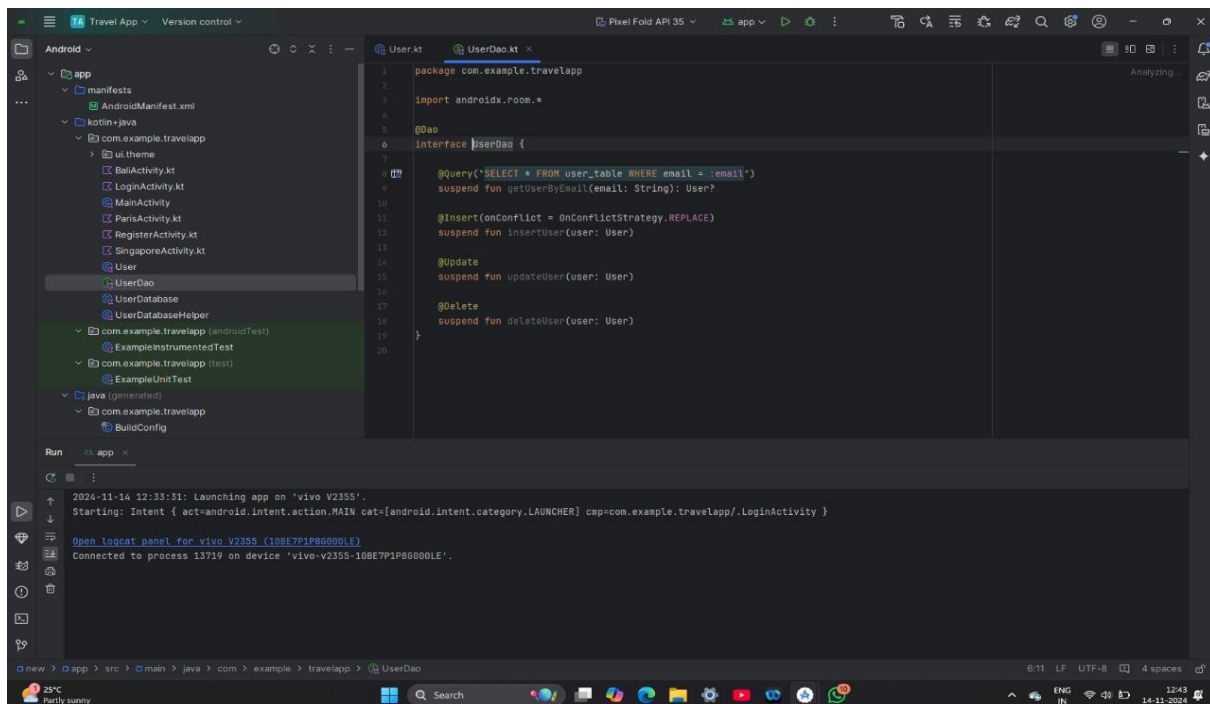 TA Travel App Version control
Pixel Fold API 35 app
Android
User.kt UserDao.kt
app
manifests
AndroidManifest.xml
kotlin+java
com.example.travelapp
ui.theme
BaliActivity.kt
LoginActivity.kt
MainActivity
ParisActivity.kt
RegisterActivity.kt
SingaporeActivity.kt
User
UserDao
UserDatabase
UserDatabaseHelper
com.example.travelapp (androidTest)
ExampleInstrumentedTest
com.example.travelapp (test)
ExampleUnitTest
java (generated)
com.example.travelapp
BuildConfig
Analyzing...
1 package com.example.travelapp
2
3 import androidx.room.*
4
5 @Dao
6 interface UserDao {
7
8 @Query("SELECT * FROM user_table WHERE email = :email")
9 suspend fun getUserByEmail(email: String): User?
10
11 @Insert(onConflict = OnConflictStrategy.REPLACE)
12 suspend fun insertUser(user: User)
13
14 @Update
15 suspend fun updateUser(user: User)
16
17 @Delete
18 suspend fun deleteUser(user: User)
19 }
20
Run app
2024-11-14 12:33:31: Launching app on 'vivo V2355'.
Starting: Intent { act=android.intent.action.MAIN cat=[android.intent.category.LAUNCHER] cmp=com.example.travelapp/.LoginActivity }
Open logcat panel for vivo V2355 (10BE7P1P8G000LE)
Connected to process 13719 on device 'vivo-v2355-10BE7P1P8G000LE'.
new > app > src > main > java > com > example > travelapp > UserDao
6:11 LF UTF-8 4 spaces
1 25°C
Partly sunny
Search
ENG
IN
12:43
14-11-2024